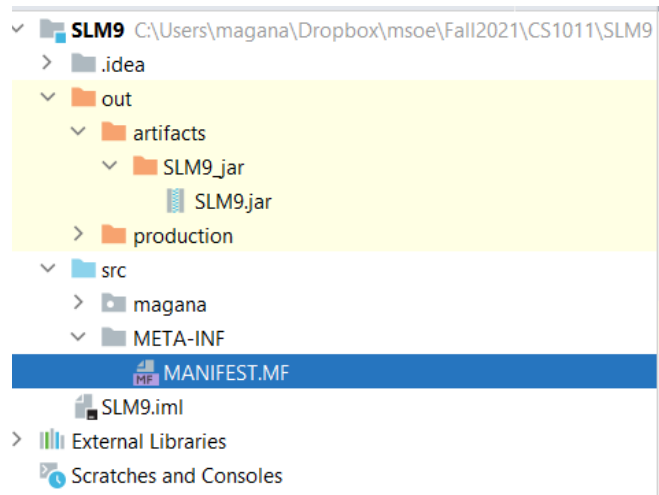 SLM9 C:\Users\magana\Dropbox\msoe\Fall2021\CS1011\SLM9
.idea
out
artifacts
SLM9_jar
SLM9.jar
production
src
magana
META-INF
MF MANIFEST.MF
SLM9.iml
External Libraries
Scratches and Consoles